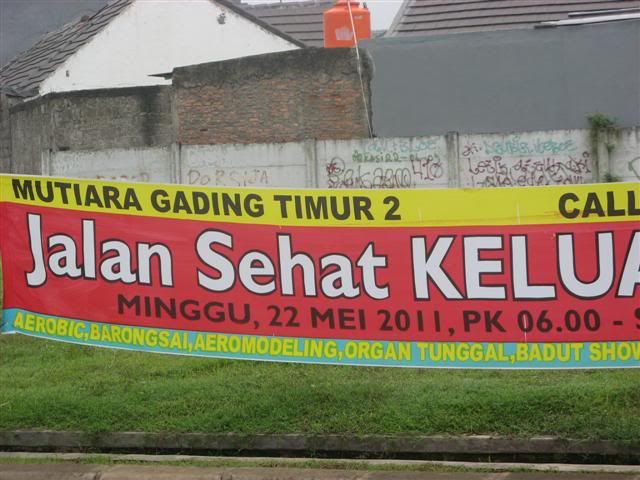 MUTIARA GADING TIMUR 2 CALL
Jalan Sehat KELUA
MINGGU, 22 MEI 2011, PK 06.00 - S
AEROBIC,BARONGSAI,AEROMODELING,ORGAN TUNGGAL,BADUT SHOW